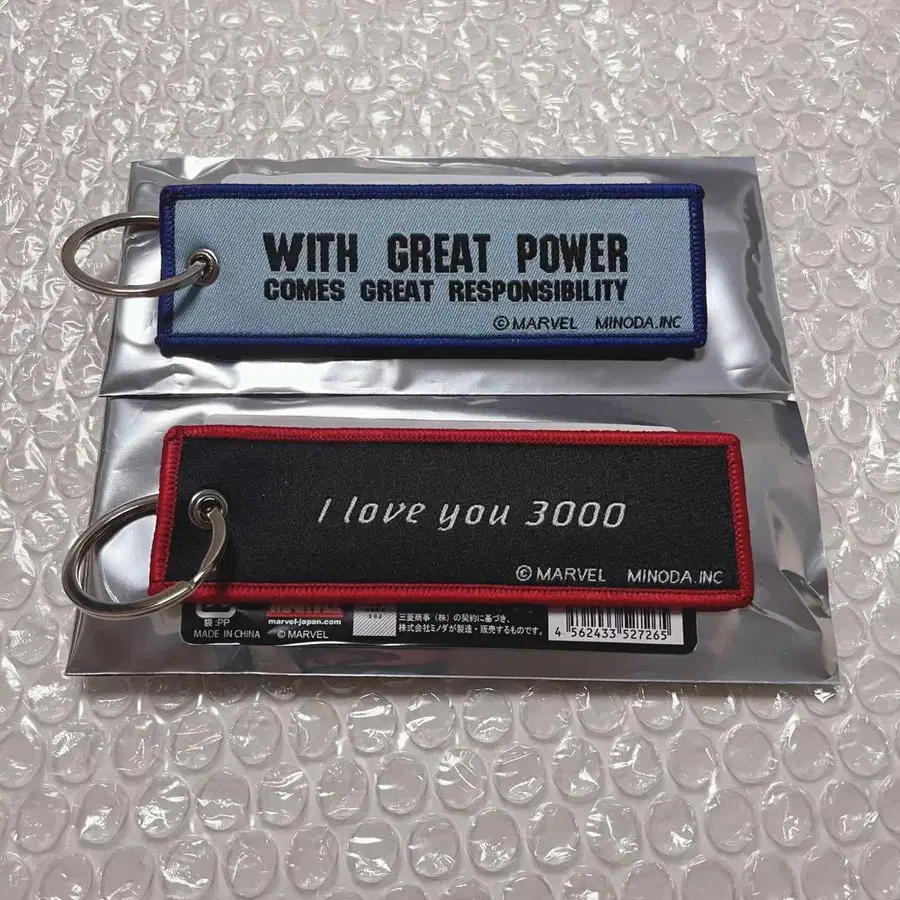 WITH GREAT POWER
COMES GREAT RESPONSIBILITY
©MARVEL MINODA.INC
I love you 3000
©MARVEL MINODA.INC
袋:PP
MADE IN CHINA
marvel-japan.com
© MARVEL
三菱商事(株)の契約に基づき、
株式会社ミノダが製造・販売するものです。
4 562433 527265